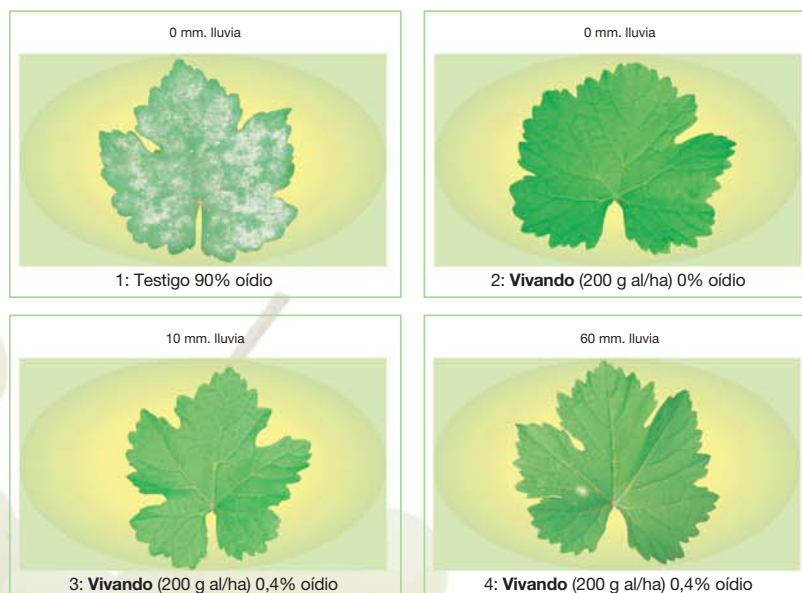 0 mm. lluvia
1: Testigo 90% oídio
0 mm. lluvia
2: Vivando (200 g al/ha) 0% oídio
10 mm. lluvia
3: Vivando (200 g al/ha) 0,4% oídio
60 mm. lluvia
4: Vivando (200 g al/ha) 0,4% oídio